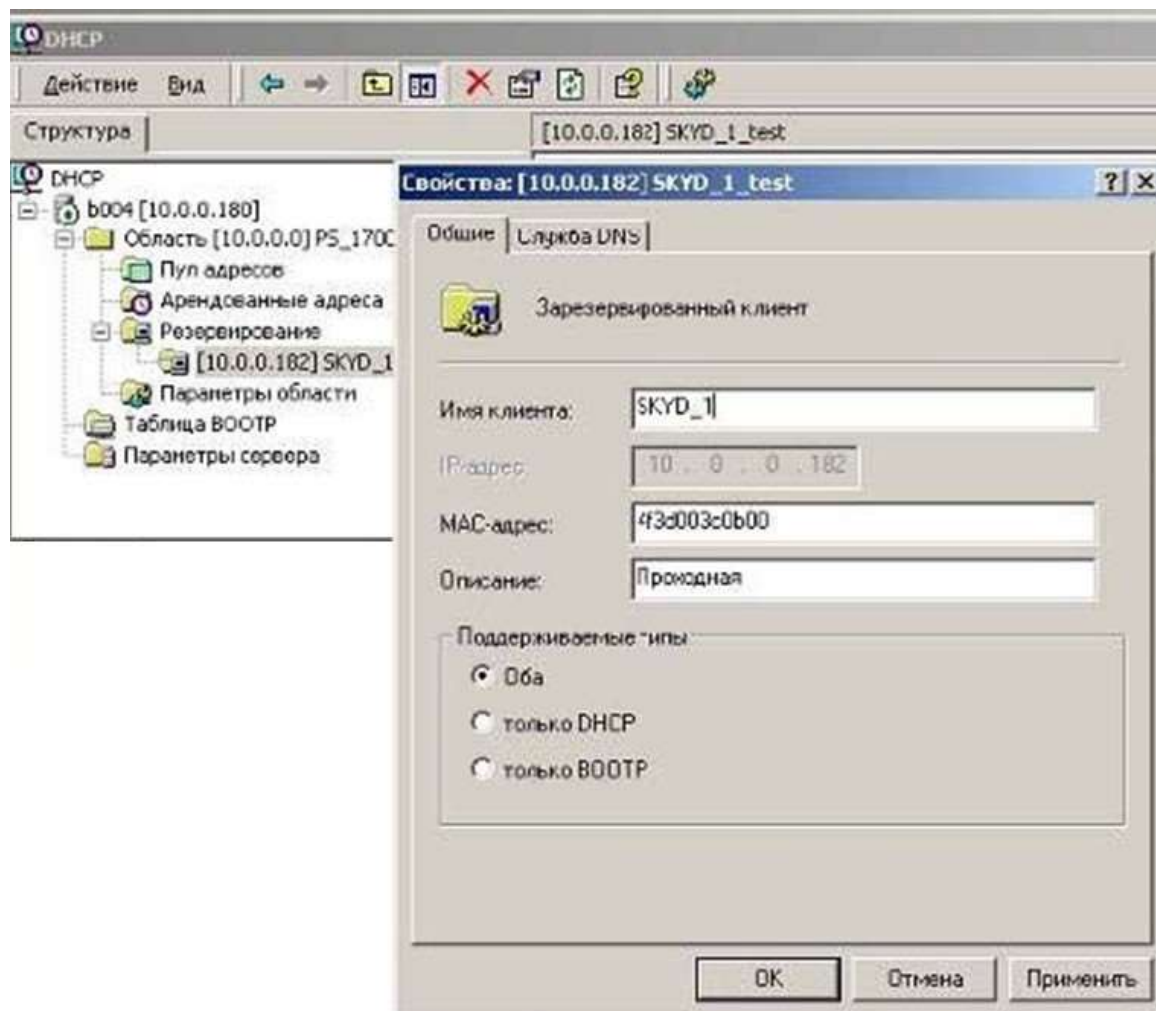 DHCP
Действие Вид
Структура
[10.0.0.182] SKYD_1_test
DHCP
b004 [10.0.0.180]
Область [10.0.0.0] PS_1700
Пул адресов
Арендованные адреса
Резервирование
[10.0.0.182] SKYD_1
Параметры области
Таблица BOOTP
Параметры сервера
Свойства: [10.0.0.182] SKYD_1_test
Общие Служба DNS
Зарезервированный клиент
Имя клиента: SKYD_1
IP-адрес: 10 . 0 . 0 .182
MAC-адрес: 4f3d003c0b00
Описание: Проходная
Поддерживаемые типы
Оба
только DHCP
только BOOTP
OK Отмена Применить